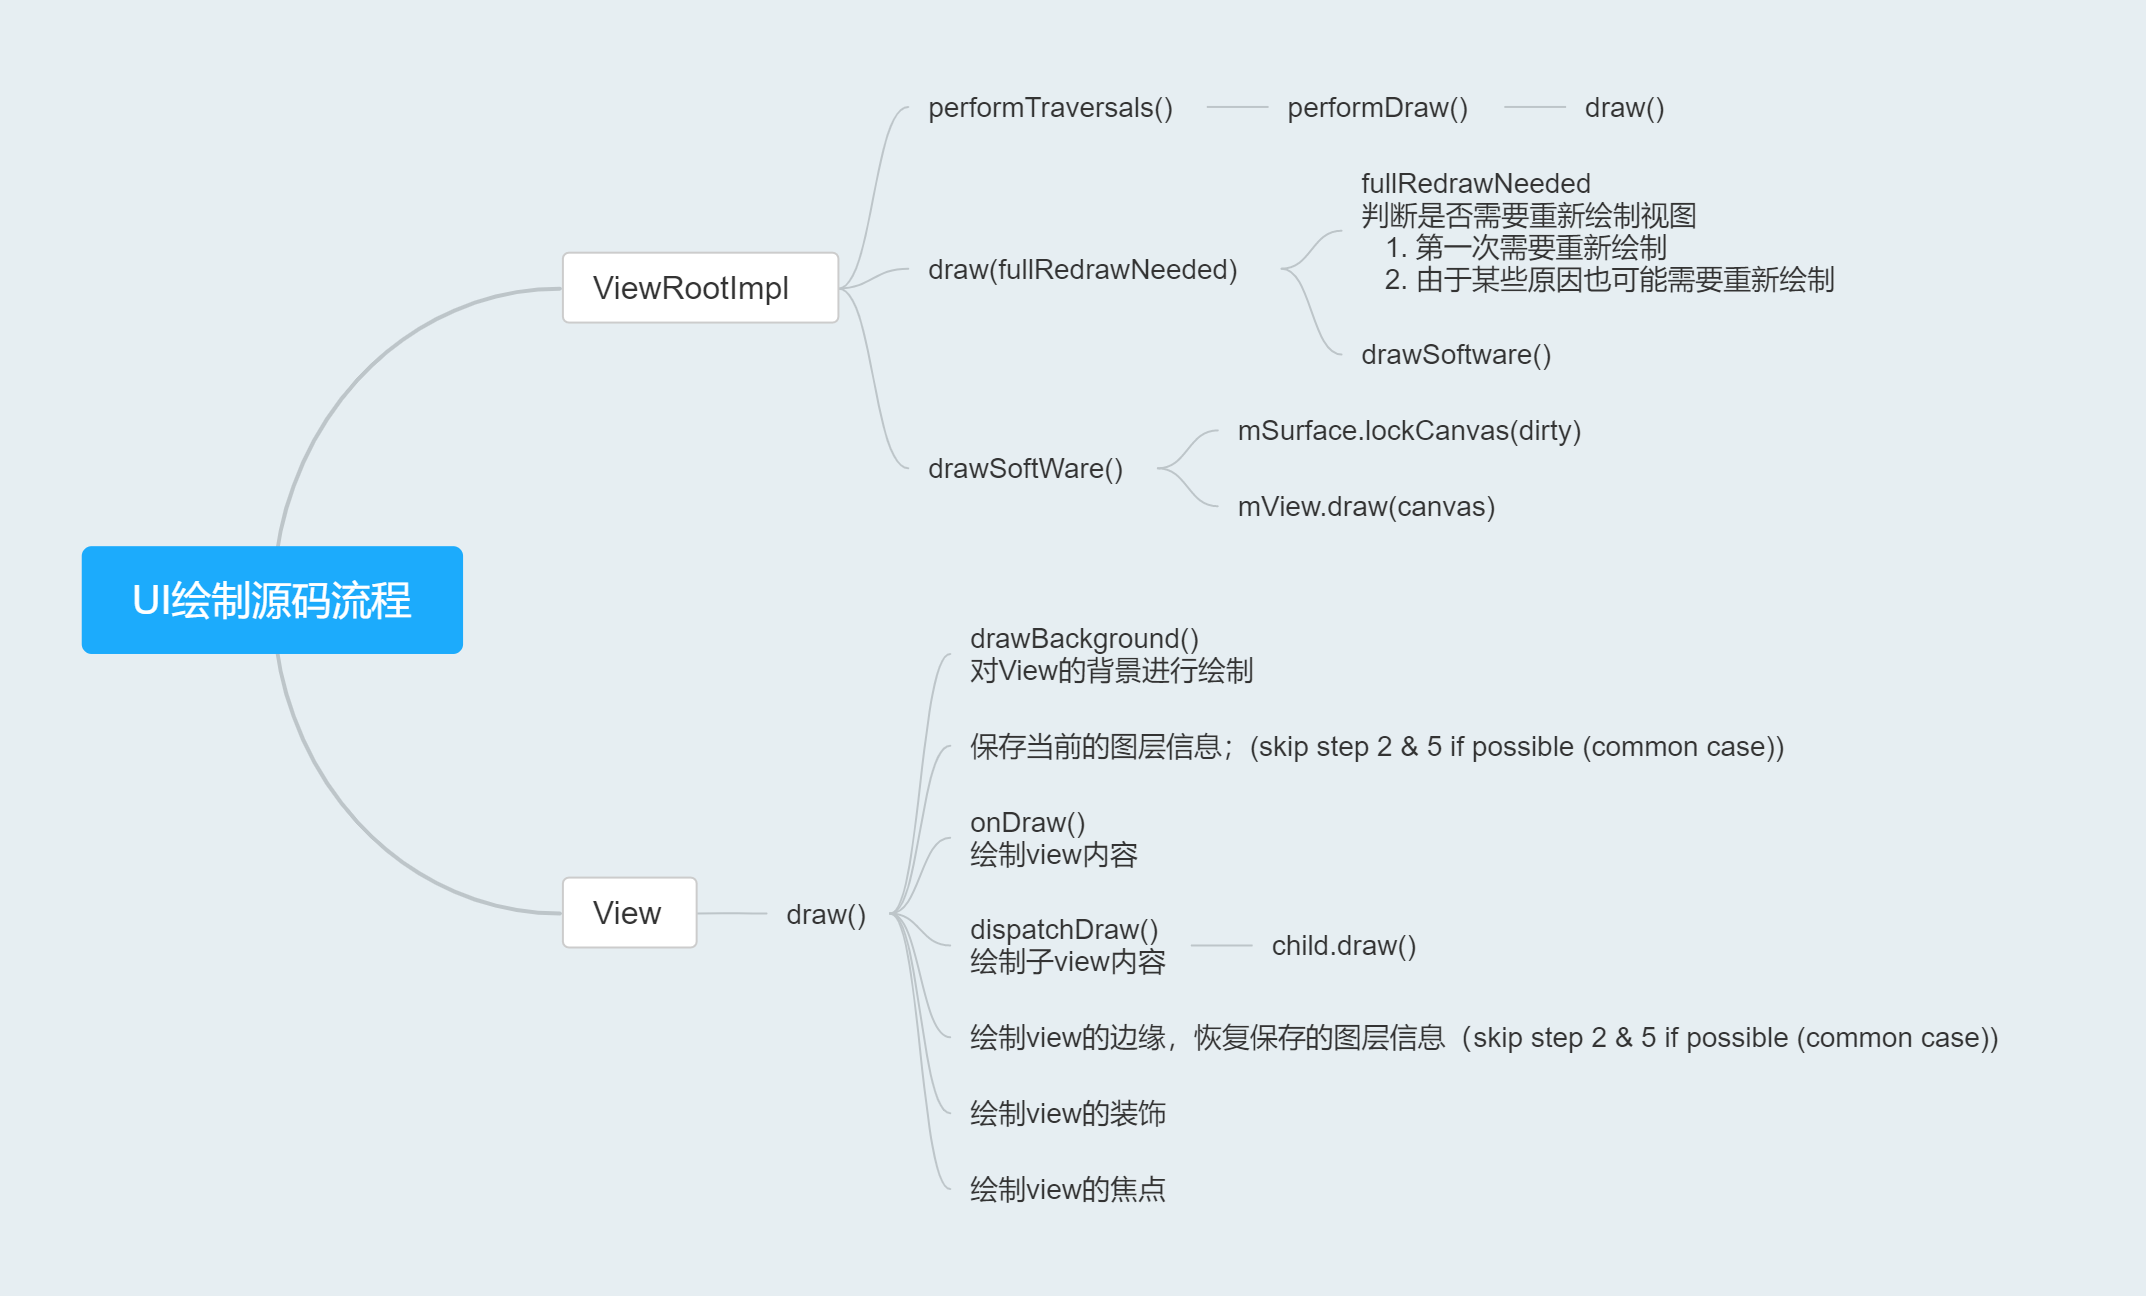 UI绘制源码流程
ViewRootImpl
performTraversals()
performDraw()
draw()
draw(fullRedrawNeeded)
fullRedrawNeeded
判断是否需要重新绘制视图
1. 第一次需要重新绘制
2. 由于某些原因也可能需要重新绘制
drawSoftware()
drawSoftWare()
mSurface.lockCanvas(dirty)
mView.draw(canvas)
View
draw()
drawBackground()
对View的背景进行绘制
保存当前的图层信息；(skip step 2 & 5 if possible (common case))
onDraw()
绘制view内容
dispatchDraw()
绘制子view内容
child.draw()
绘制view的边缘，恢复保存的图层信息（skip step 2 & 5 if possible (common case))
绘制view的装饰
绘制view的焦点